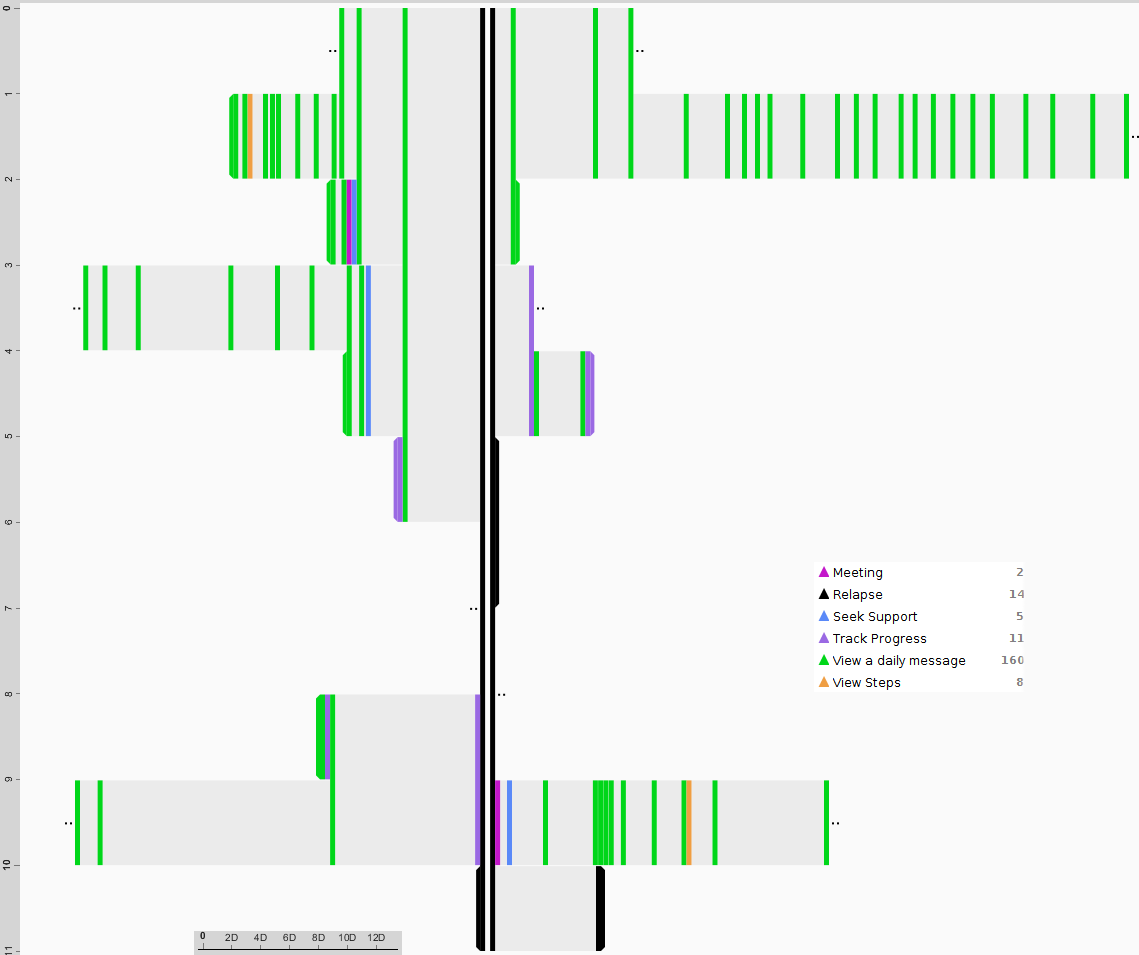 0
1
2
3
4
5
6
7
8
9
10
11
Meeting 2
Relapse 14
Seek Support 5
Track Progress 11
View a daily message 160
View Steps 8
0 2D 4D 6D 8D 10D 12D